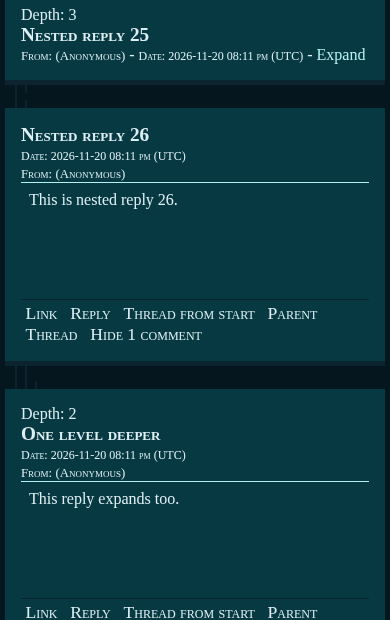 Depth: 3
Nested reply 25
From: (Anonymous) - Date: 2026-11-20 08:11 pm (UTC) - Expand
Nested reply 26
Date: 2026-11-20 08:11 pm (UTC)
From: (Anonymous)
This is nested reply 26.
Link Reply Thread from start Parent
Thread Hide 1 comment
Depth: 2
One level deeper
Date: 2026-11-20 08:11 pm (UTC)
From: (Anonymous)
This reply expands too.
Link Reply Thread from start Parent